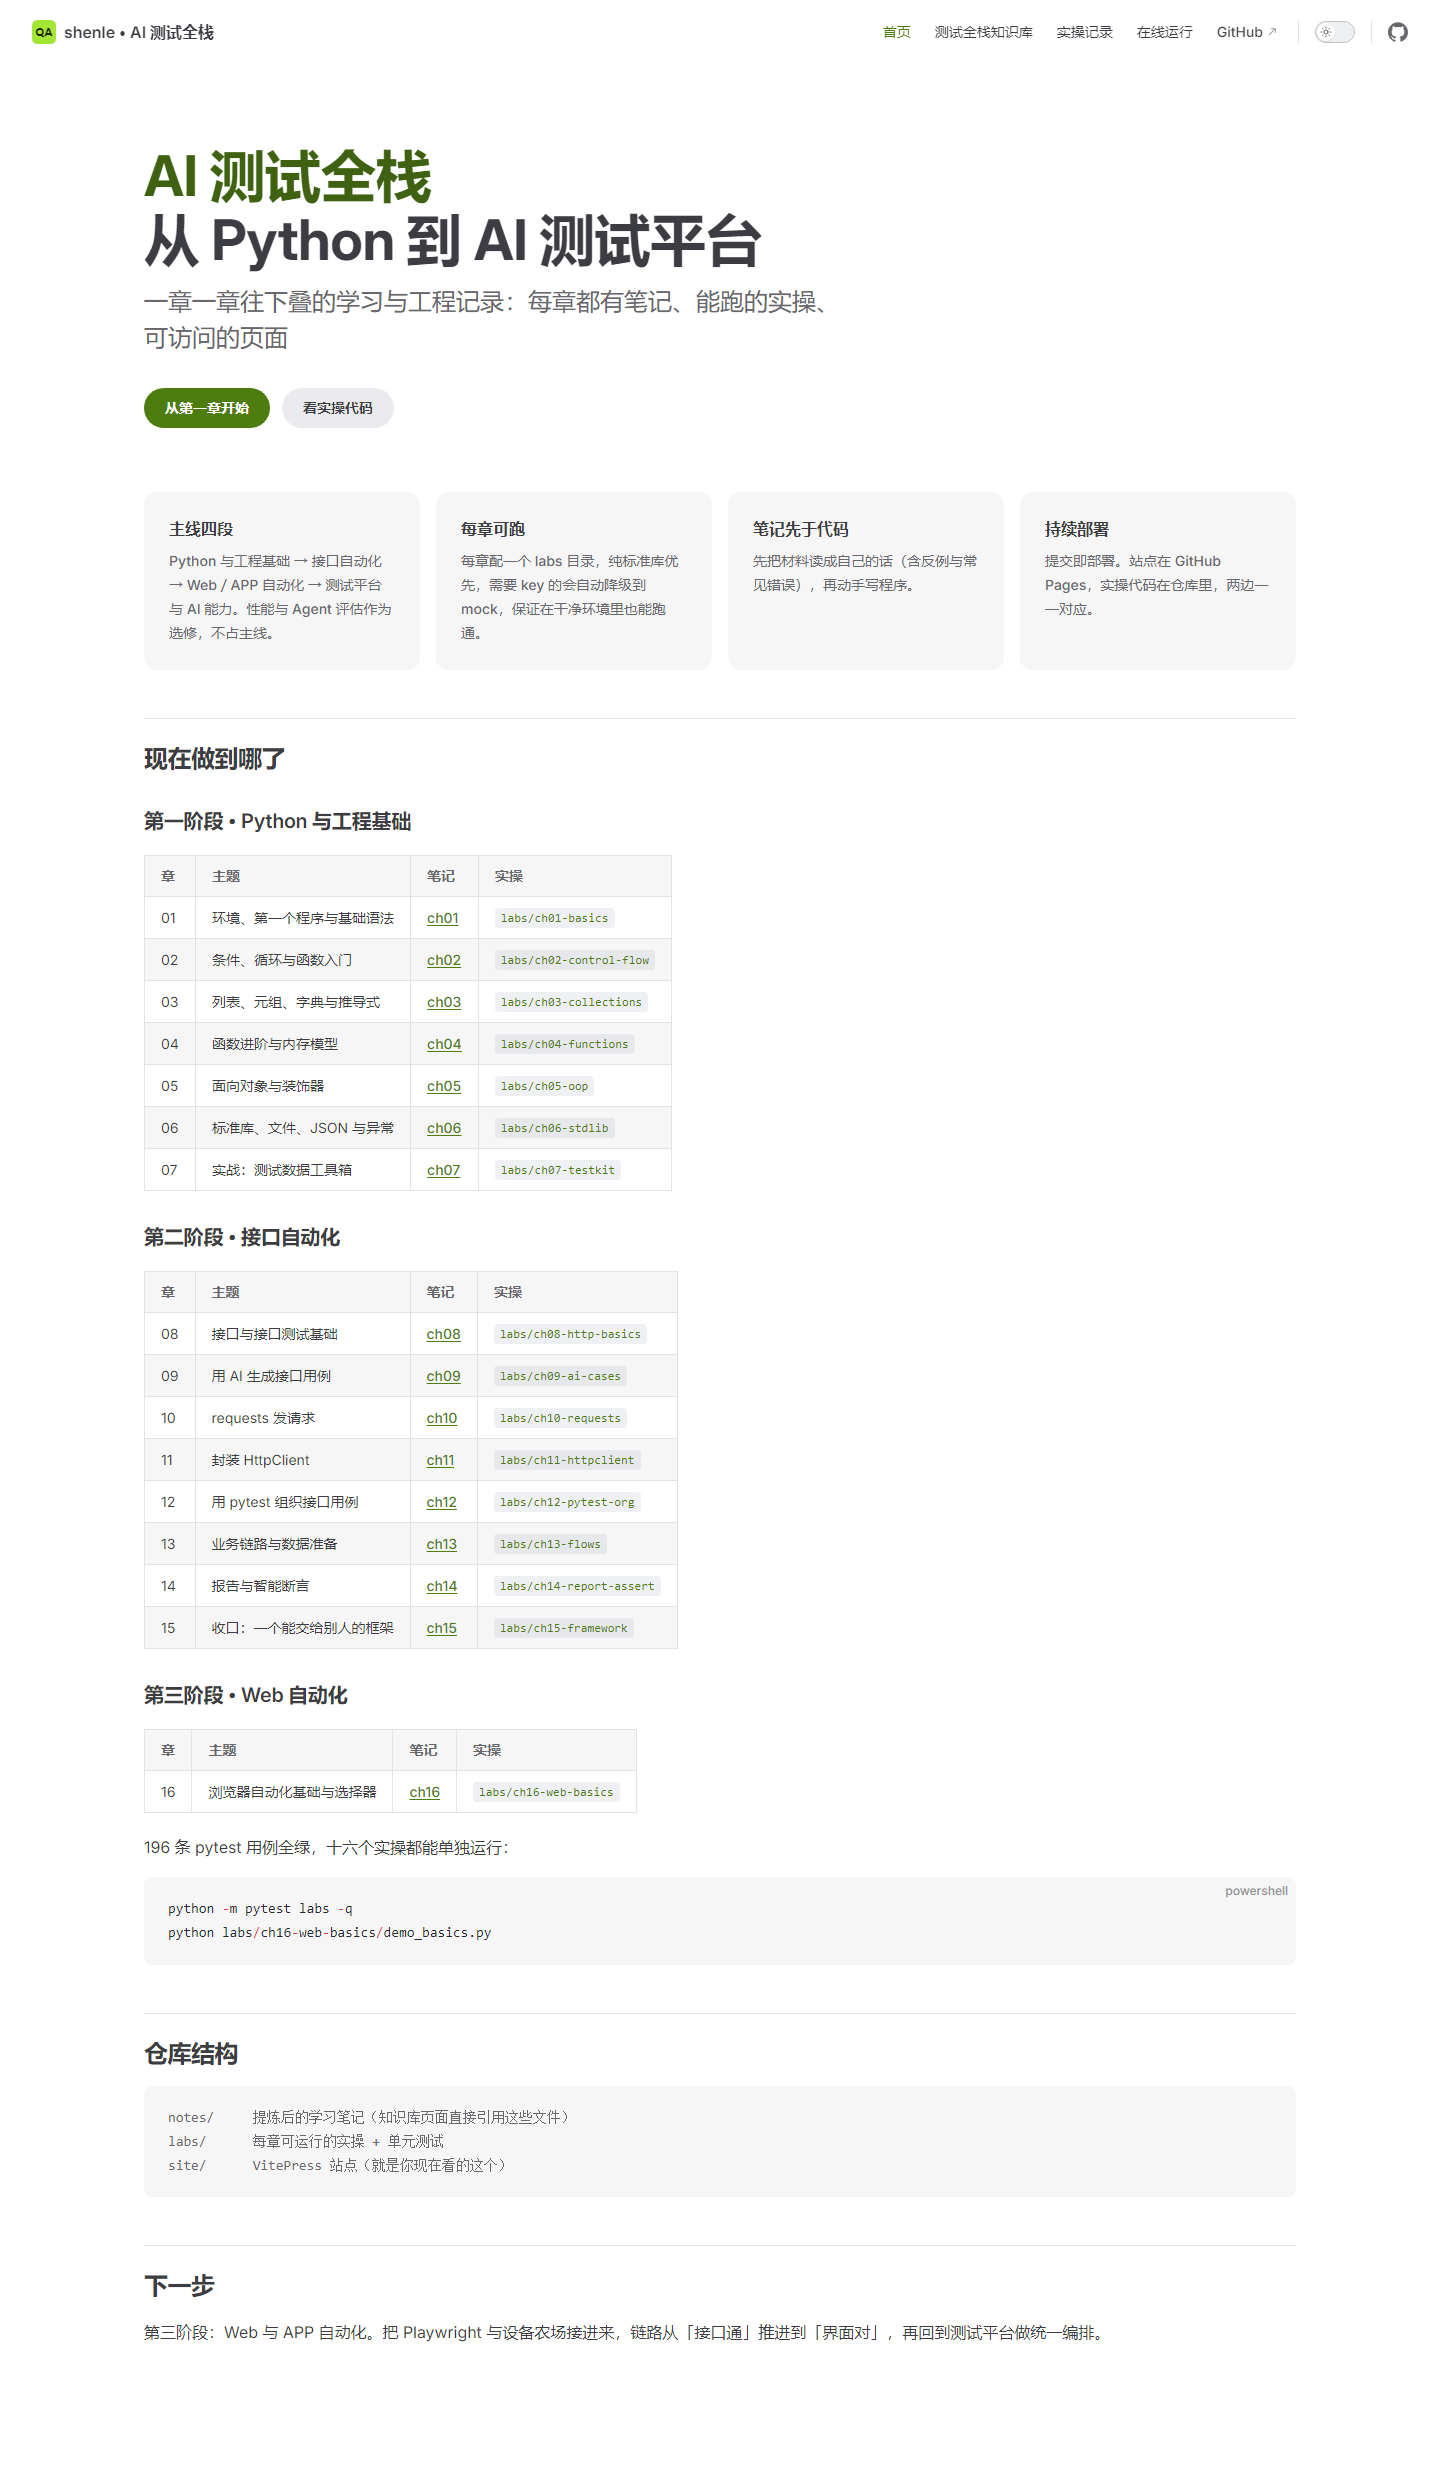 QA shenle • AI 测试全栈
首页 测试全栈知识库 实操记录 在线运行 GitHub ↗
AI 测试全栈
从 Python 到 AI 测试平台
一章一章往下叠的学习与工程记录：每章都有笔记、能跑的实操、
可访问的页面
从第一章开始 看实操代码
主线四段
Python 与工程基础 → 接口自动化
→ Web / APP 自动化 → 测试平台
与 AI 能力。性能与 Agent 评估作为
选修，不占主线。
每章可跑
每章配一个 labs 目录，纯标准库优
先，需要 key 的会自动降级到
mock，保证在干净环境里也能跑
通。
笔记先于代码
先把材料读成自己的话（含反例与常
见错误），再动手写程序。
持续部署
提交即部署。站点在 GitHub
Pages，实操代码在仓库里，两边一
一对应。
现在做到哪了
第一阶段 • Python 与工程基础
章 主题 笔记 实操
01 环境、第一个程序与基础语法 ch01 labs/ch01-basics
02 条件、循环与函数入门 ch02 labs/ch02-control-flow
03 列表、元组、字典与推导式 ch03 labs/ch03-collections
04 函数进阶与内存模型 ch04 labs/ch04-functions
05 面向对象与装饰器 ch05 labs/ch05-oop
06 标准库、文件、JSON 与异常 ch06 labs/ch06-stdlib
07 实战：测试数据工具箱 ch07 labs/ch07-testkit
第二阶段 • 接口自动化
章 主题 笔记 实操
08 接口与接口测试基础 ch08 labs/ch08-http-basics
09 用 AI 生成接口用例 ch09 labs/ch09-ai-cases
10 requests 发请求 ch10 labs/ch10-requests
11 封装 HttpClient ch11 labs/ch11-httpclient
12 用 pytest 组织接口用例 ch12 labs/ch12-pytest-org
13 业务链路与数据准备 ch13 labs/ch13-flows
14 报告与智能断言 ch14 labs/ch14-report-assert
15 收口：一个能交给别人的框架 ch15 labs/ch15-framework
第三阶段 • Web 自动化
章 主题 笔记 实操
16 浏览器自动化基础与选择器 ch16 labs/ch16-web-basics
196 条 pytest 用例全绿，十六个实操都能单独运行：
powershell
python -m pytest labs -q
python labs/ch16-web-basics/demo_basics.py
仓库结构
notes/ 提炼后的学习笔记（知识库页面直接引用这些文件）
labs/ 每章可运行的实操 + 单元测试
site/ VitePress 站点（就是你现在看的这个）
下一步
第三阶段：Web 与 APP 自动化。把 Playwright 与设备农场接进来，链路从「接口通」推进到「界面对」，再回到测试平台做统一编排。